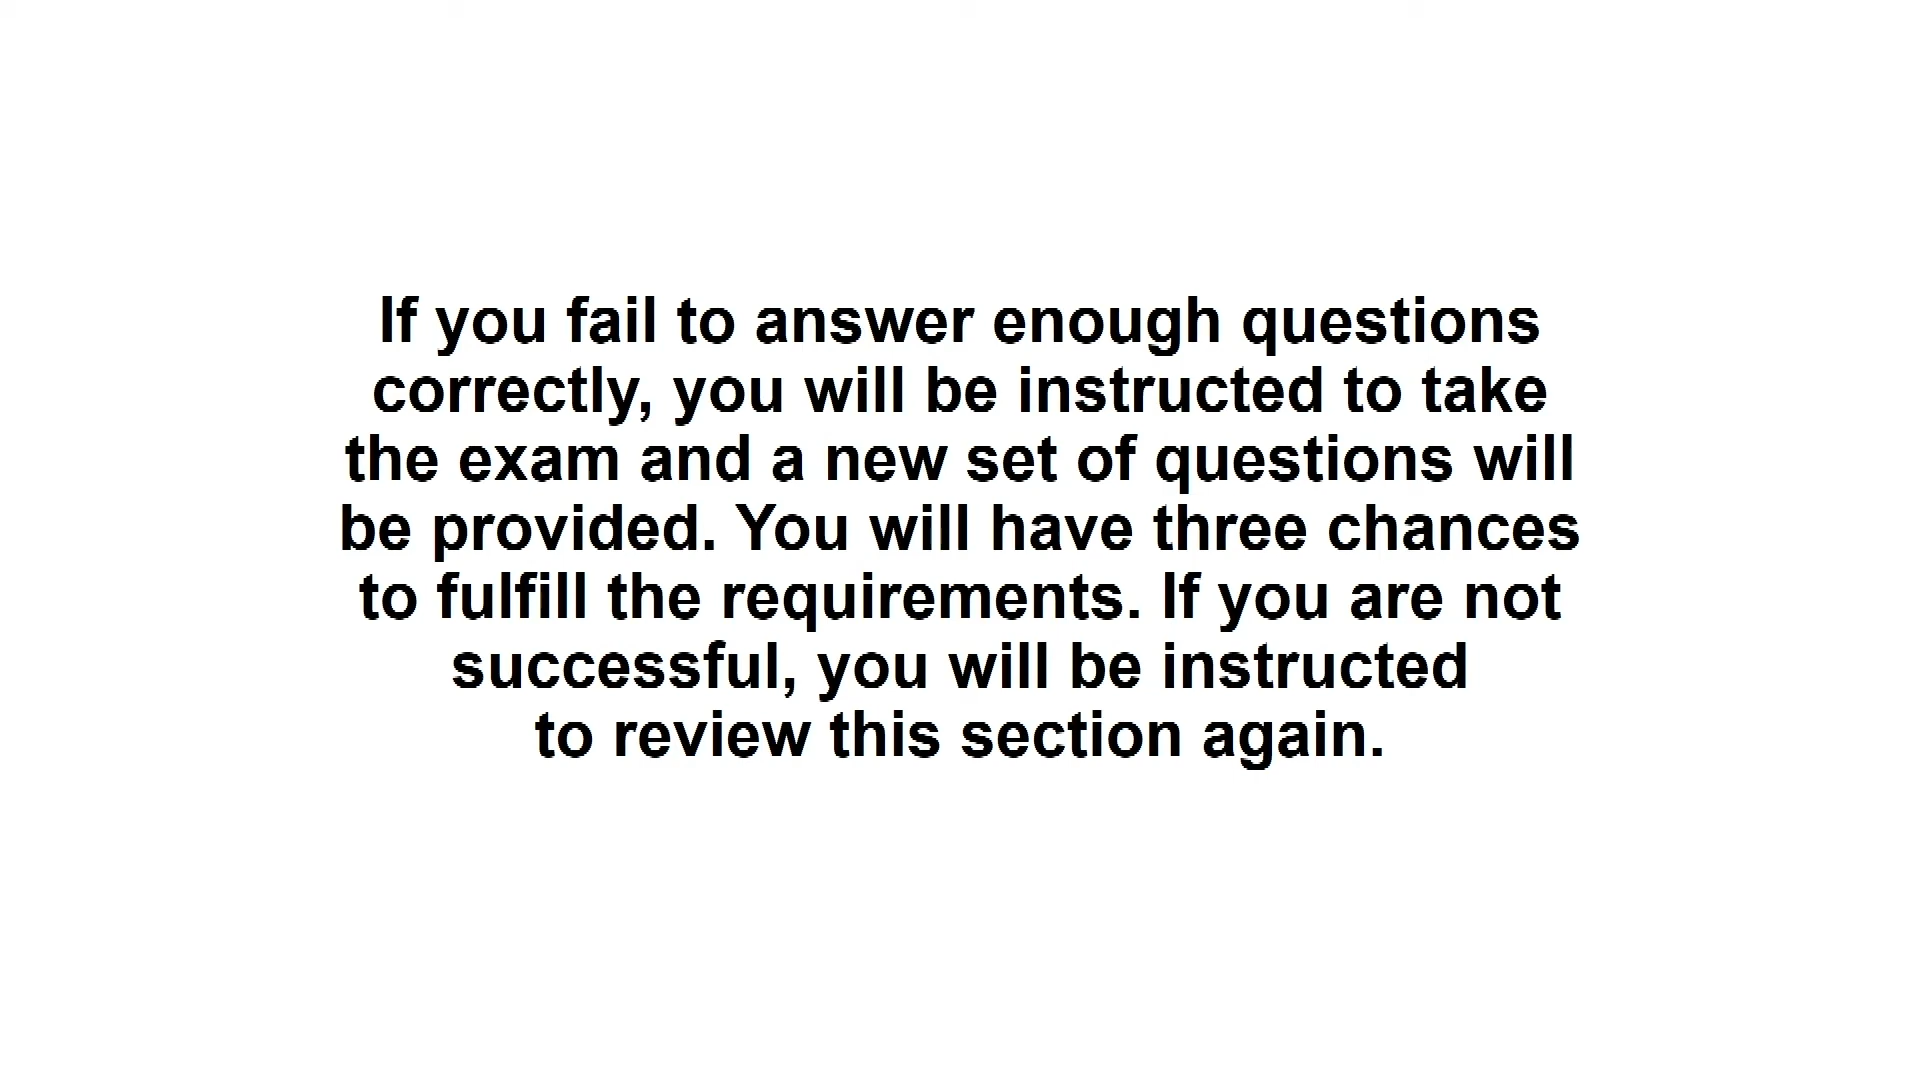 If you fail to answer enough questions
correctly, you will be instructed to take
the exam and a new set of questions will
be provided. You will have three chances
to fulfill the requirements. If you are not
successful, you will be instructed
to review this section again.